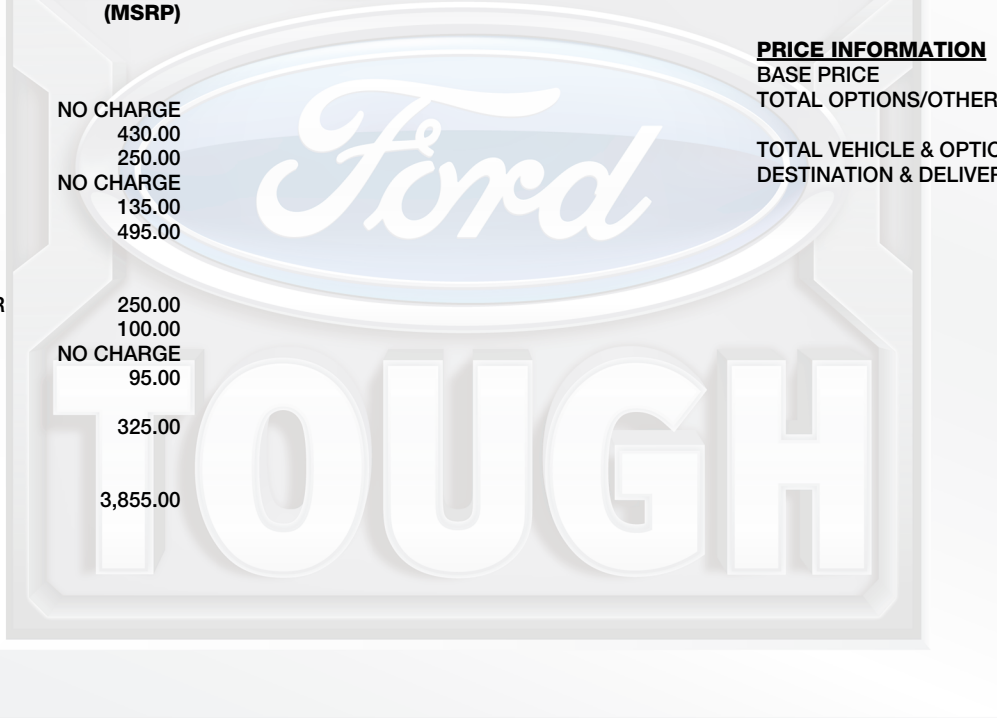 (MSRP)
NO CHARGE
430.00
250.00
NO CHARGE
135.00
495.00
R 250.00
100.00
NO CHARGE
95.00
325.00
3,855.00
PRICE INFORMATION
BASE PRICE
TOTAL OPTIONS/OTHER
TOTAL VEHICLE & OPTIO
DESTINATION & DELIVER
Ford
TOUGH